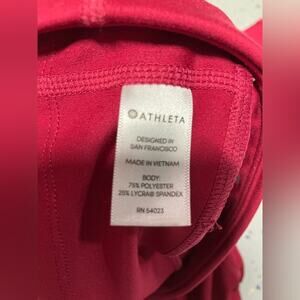 ATHLETA
DESIGNED IN
SAN FRANCISCO
MADE IN VIETNAM
BODY:
75% POLYESTER
25% LYCRA® SPANDEX
RN 54023